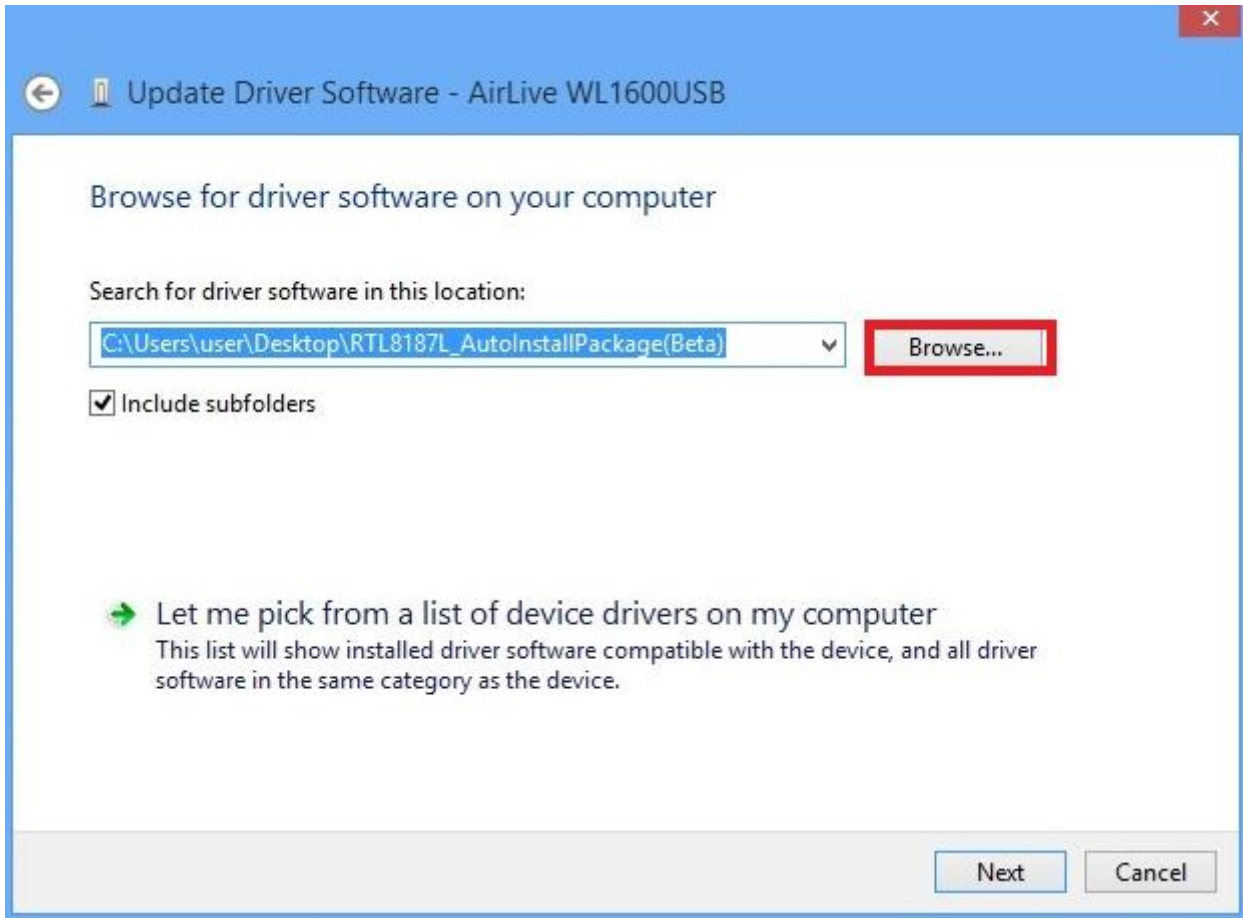 Update Driver Software - AirLive WL1600USB
Browse for driver software on your computer
Search for driver software in this location:
C:\Users\user\Desktop\RTL8187L_AutoInstallPackage(Beta)
Browse...
Include subfolders
Let me pick from a list of device drivers on my computer
This list will show installed driver software compatible with the device, and all driver
software in the same category as the device.
Next
Cancel